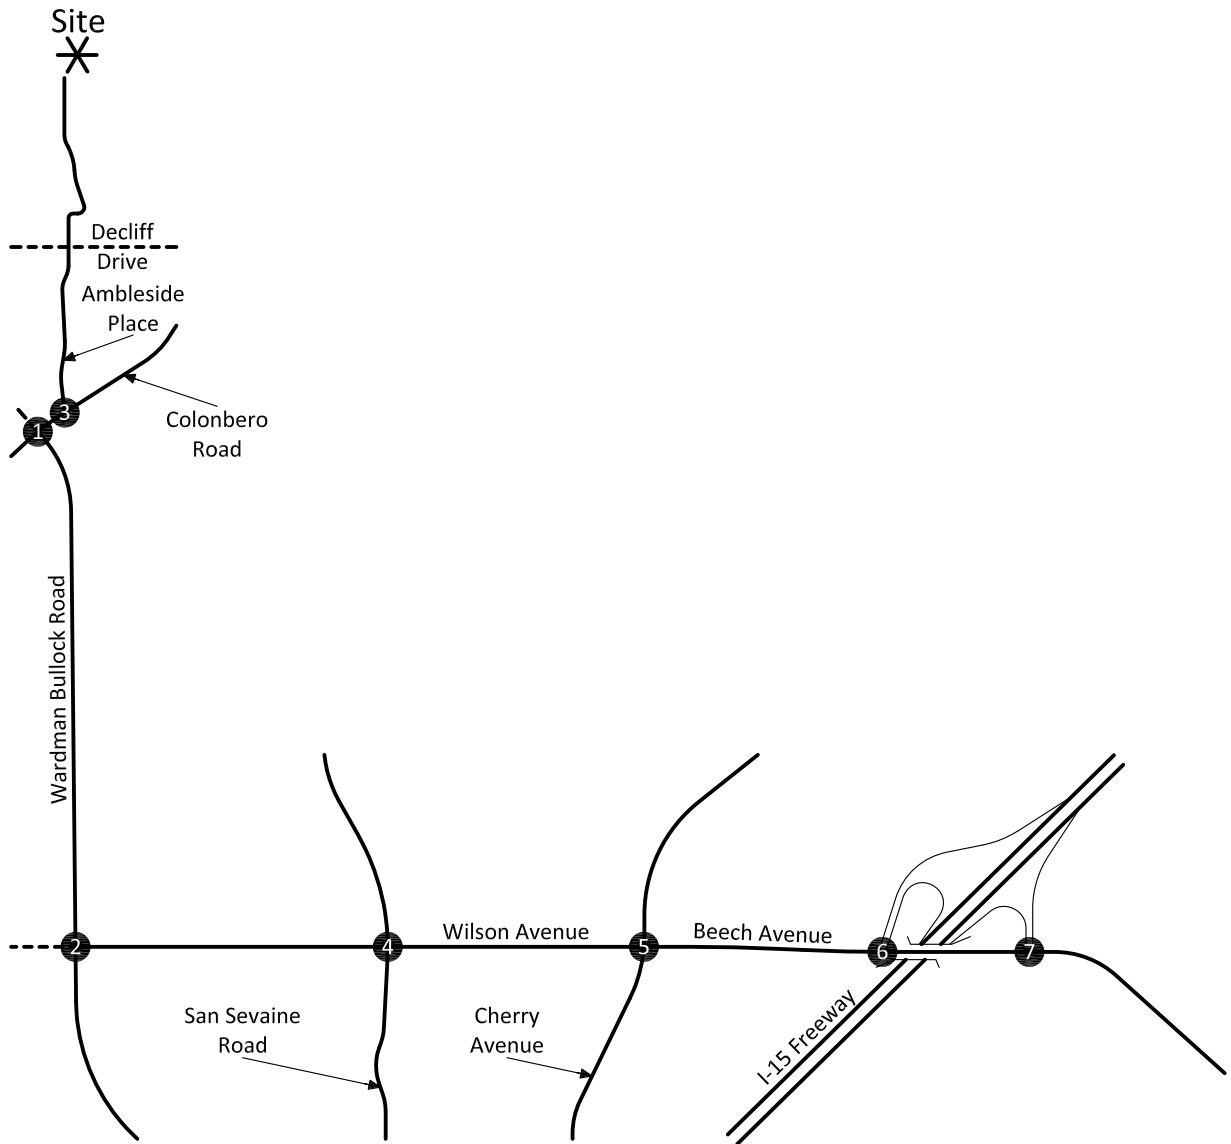 Site
Decliff
Drive
Ambleside
Place
3
1
Colonbero
Road
Wardman Bullock Road
2
4
Wilson Avenue
5
Beech Avenue
6
7
San Sevaine
Road
Cherry
Avenue
I-15 Freeway